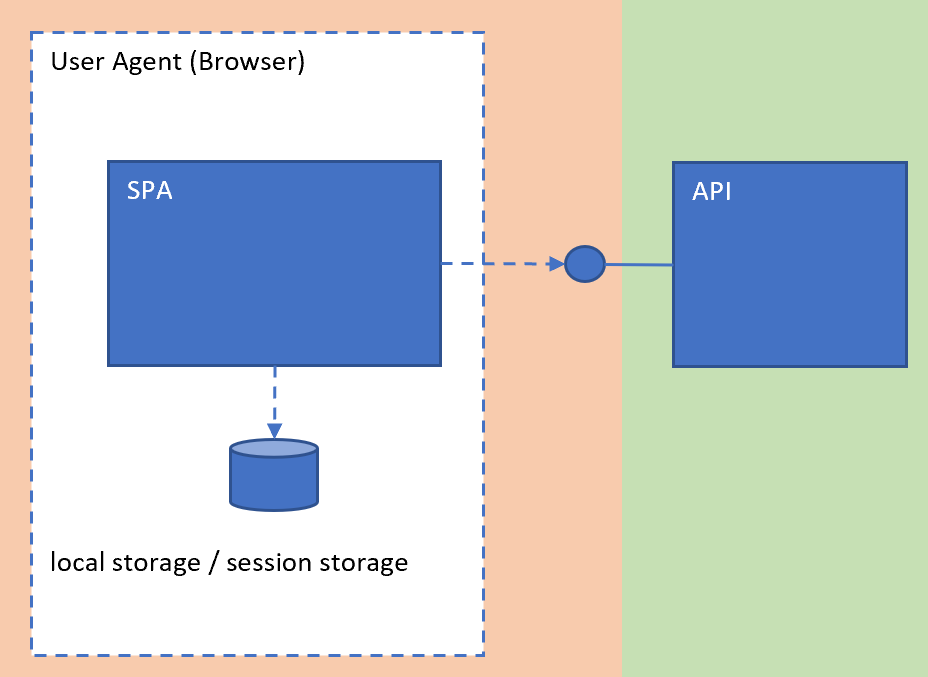 User Agent (Browser)
SPA
API
local storage / session storage